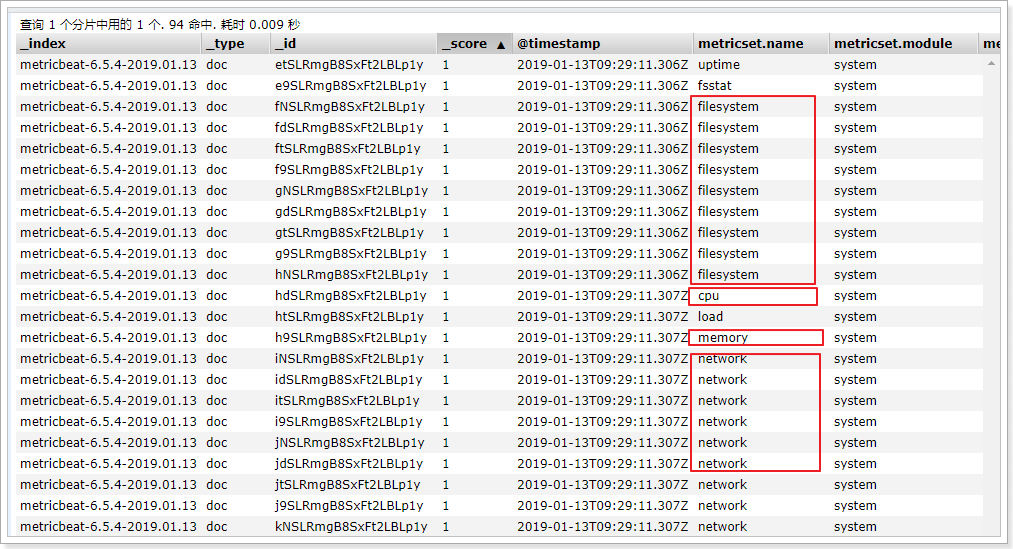 查询 1 个分片中用的 1 个. 94 命中. 耗时 0.009 秒
_index _type _id _score ▲ @timestamp metricset.name metricset.module me
metricbeat-6.5.4-2019.01.13 doc etSLRmgB8SxFt2LBLp1y 1 2019-01-13T09:29:11.306Z uptime system
metricbeat-6.5.4-2019.01.13 doc e9SLRmgB8SxFt2LBLp1y 1 2019-01-13T09:29:11.306Z fsstat system
metricbeat-6.5.4-2019.01.13 doc fNSLRmgB8SxFt2LBLp1y 1 2019-01-13T09:29:11.306Z filesystem system
metricbeat-6.5.4-2019.01.13 doc fdSLRmgB8SxFt2LBLp1y 1 2019-01-13T09:29:11.306Z filesystem system
metricbeat-6.5.4-2019.01.13 doc ftSLRmgB8SxFt2LBLp1y 1 2019-01-13T09:29:11.306Z filesystem system
metricbeat-6.5.4-2019.01.13 doc f9SLRmgB8SxFt2LBLp1y 1 2019-01-13T09:29:11.306Z filesystem system
metricbeat-6.5.4-2019.01.13 doc gNSLRmgB8SxFt2LBLp1y 1 2019-01-13T09:29:11.306Z filesystem system
metricbeat-6.5.4-2019.01.13 doc gdSLRmgB8SxFt2LBLp1y 1 2019-01-13T09:29:11.306Z filesystem system
metricbeat-6.5.4-2019.01.13 doc gtSLRmgB8SxFt2LBLp1y 1 2019-01-13T09:29:11.306Z filesystem system
metricbeat-6.5.4-2019.01.13 doc g9SLRmgB8SxFt2LBLp1y 1 2019-01-13T09:29:11.306Z filesystem system
metricbeat-6.5.4-2019.01.13 doc hNSLRmgB8SxFt2LBLp1y 1 2019-01-13T09:29:11.306Z filesystem system
metricbeat-6.5.4-2019.01.13 doc hdSLRmgB8SxFt2LBLp1y 1 2019-01-13T09:29:11.307Z cpu system
metricbeat-6.5.4-2019.01.13 doc htSLRmgB8SxFt2LBLp1y 1 2019-01-13T09:29:11.307Z load system
metricbeat-6.5.4-2019.01.13 doc h9SLRmgB8SxFt2LBLp1y 1 2019-01-13T09:29:11.307Z memory system
metricbeat-6.5.4-2019.01.13 doc iNSLRmgB8SxFt2LBLp1y 1 2019-01-13T09:29:11.307Z network system
metricbeat-6.5.4-2019.01.13 doc idSLRmgB8SxFt2LBLp1y 1 2019-01-13T09:29:11.307Z network system
metricbeat-6.5.4-2019.01.13 doc itSLRmgB8SxFt2LBLp1y 1 2019-01-13T09:29:11.307Z network system
metricbeat-6.5.4-2019.01.13 doc i9SLRmgB8SxFt2LBLp1y 1 2019-01-13T09:29:11.307Z network system
metricbeat-6.5.4-2019.01.13 doc jNSLRmgB8SxFt2LBLp1y 1 2019-01-13T09:29:11.307Z network system
metricbeat-6.5.4-2019.01.13 doc jdSLRmgB8SxFt2LBLp1y 1 2019-01-13T09:29:11.307Z network system
metricbeat-6.5.4-2019.01.13 doc jtSLRmgB8SxFt2LBLp1y 1 2019-01-13T09:29:11.307Z network system
metricbeat-6.5.4-2019.01.13 doc j9SLRmgB8SxFt2LBLp1y 1 2019-01-13T09:29:11.307Z network system
metricbeat-6.5.4-2019.01.13 doc kNSLRmgB8SxFt2LBLp1y 1 2019-01-13T09:29:11.307Z network system